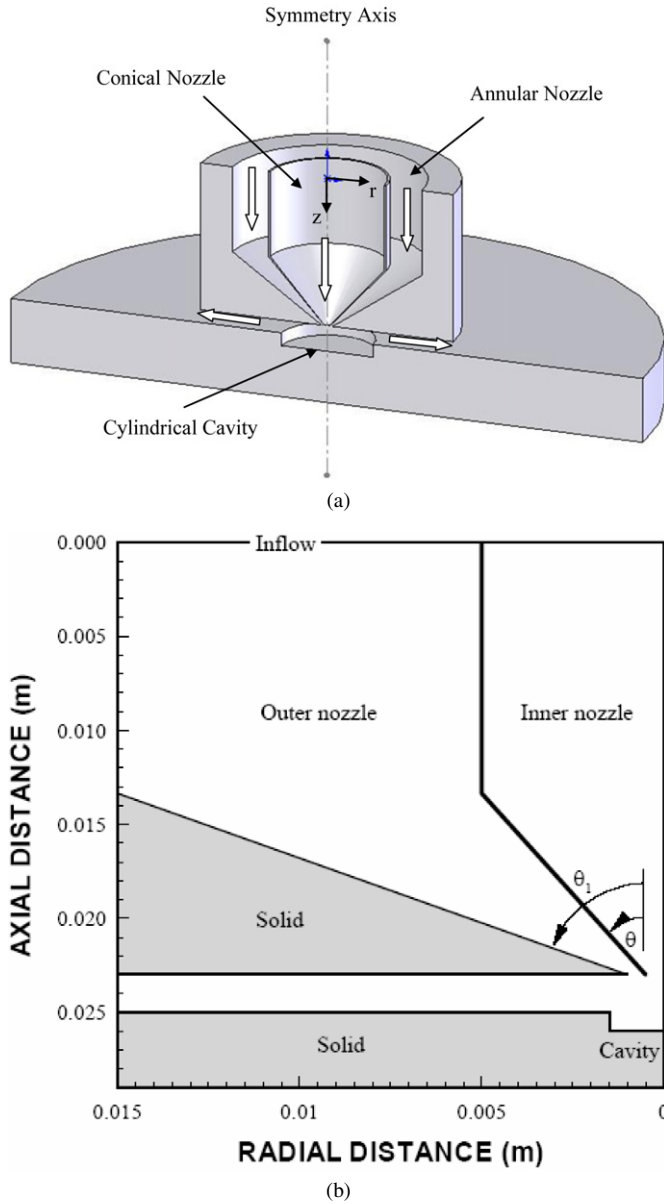 Symmetry Axis
Conical Nozzle
Annular Nozzle
r
z
Cylindrical Cavity
(a)
0.000
Inflow
0.005
Outer nozzle
Inner nozzle
0.010
0.015
θ1
0.020
Solid
θ
0.025
Solid
Cavity
AXIAL DISTANCE (m)
0.015
0.01
0.005
0
RADIAL DISTANCE (m)
(b)